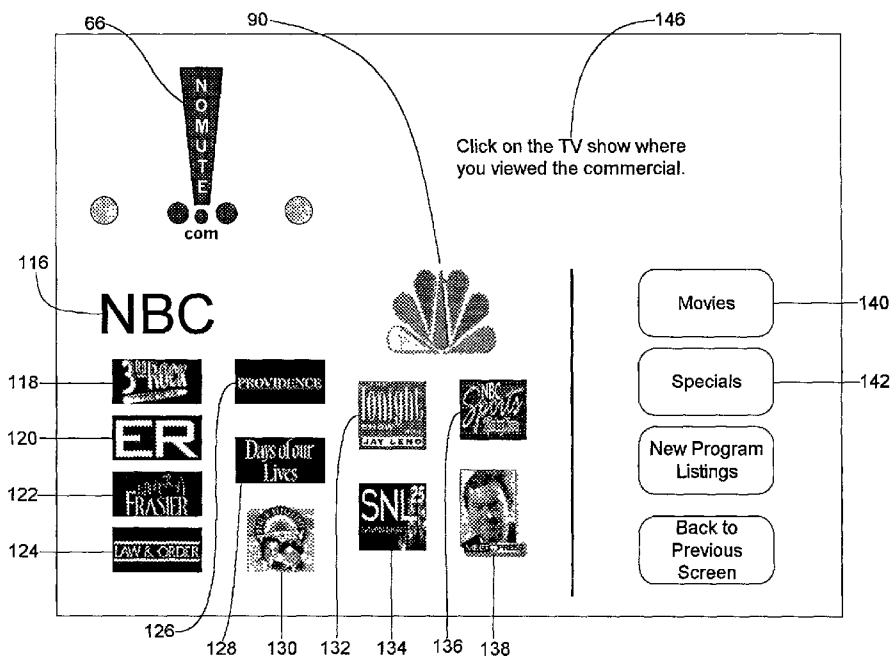 66
90
146
NOMUTE
com
Click on the TV show where
you viewed the commercial.
116
NBC
Movies
140
118
3rd ROCK
PROVIDENCE
Specials
142
tonight
JAY LENO
NBC
Sports
120
ER
New Program
Listings
Days of our
Lives
122
FRASIER
SNL 25
124
LAW & ORDER
Back to
Previous
Screen
126
128
130
132
134
136
138